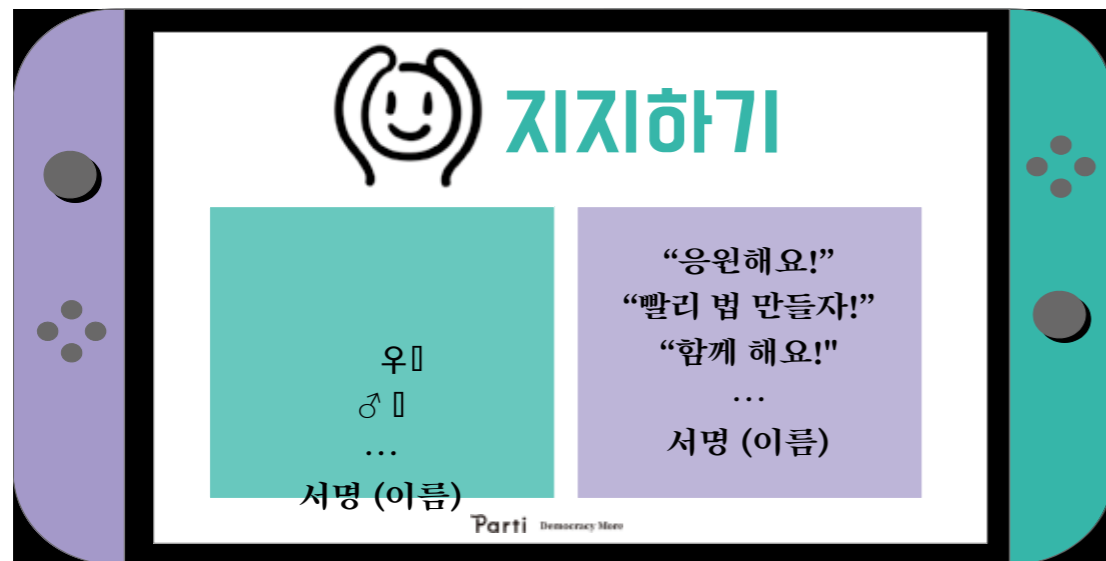 지지하기
♀
♂
…
서명 (이름)
“응원해요!”
“빨리 법 만들자!”
“함께 해요!"
…
서명 (이름)
Parti Democracy More